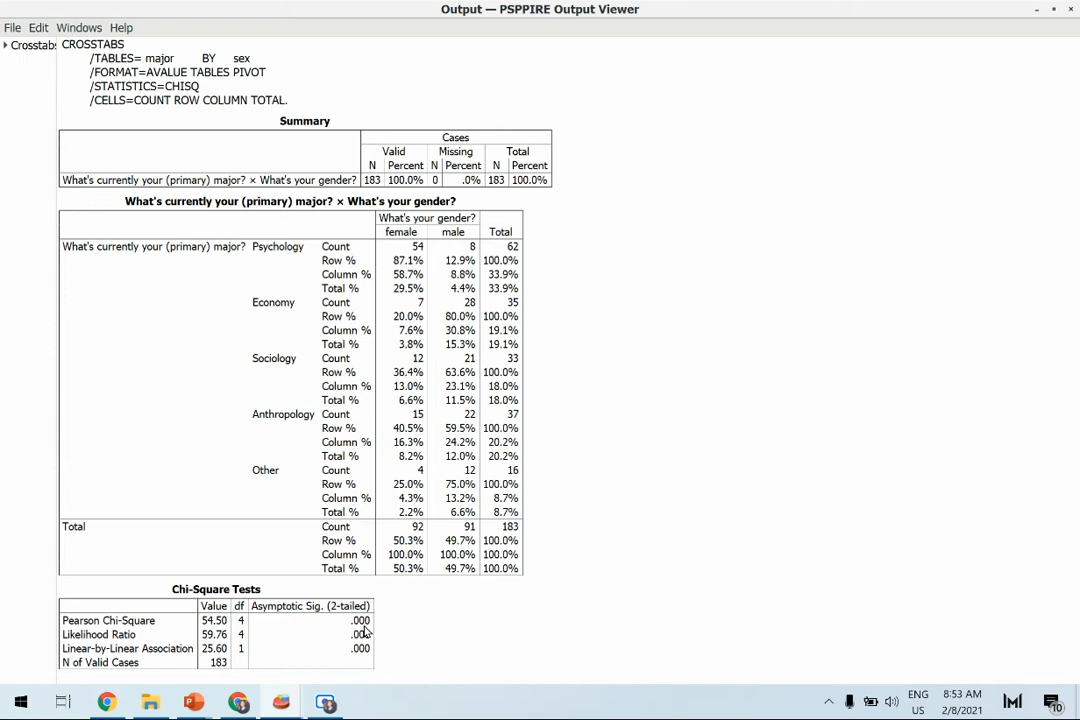 Output — PSPPIRE Output Viewer
File Edit Windows Help
Crosstabs
CROSSTABS
/TABLES= major BY sex
/FORMAT=AVALUE TABLES PIVOT
/STATISTICS=CHISQ
/CELLS=COUNT ROW COLUMN TOTAL.
Summary
Cases
Valid Missing Total
N Percent N Percent N Percent
What's currently your (primary) major? × What's your gender? 183 100.0% 0 .0% 183 100.0%
What's currently your (primary) major? × What's your gender?
What's your gender?
female male Total
What's currently your (primary) major? Psychology Count 54 8 62
Row % 87.1% 12.9% 100.0%
Column % 58.7% 8.8% 33.9%
Total % 29.5% 4.4% 33.9%
Economy Count 7 28 35
Row % 20.0% 80.0% 100.0%
Column % 7.6% 30.8% 19.1%
Total % 3.8% 15.3% 19.1%
Sociology Count 12 21 33
Row % 36.4% 63.6% 100.0%
Column % 13.0% 23.1% 18.0%
Total % 6.6% 11.5% 18.0%
Anthropology Count 15 22 37
Row % 40.5% 59.5% 100.0%
Column % 16.3% 24.2% 20.2%
Total % 8.2% 12.0% 20.2%
Other Count 4 12 16
Row % 25.0% 75.0% 100.0%
Column % 4.3% 13.2% 8.7%
Total % 2.2% 6.6% 8.7%
Total Count 92 91 183
Row % 50.3% 49.7% 100.0%
Column % 100.0% 100.0% 100.0%
Total % 50.3% 49.7% 100.0%
Chi-Square Tests
Value df Asymptotic Sig. (2-tailed)
Pearson Chi-Square 54.50 4 .000
Likelihood Ratio 59.76 4
Linear-by-Linear Association 25.60 1 .000
N of Valid Cases 183
ENG 8:53 AM
US 2/8/2021 10